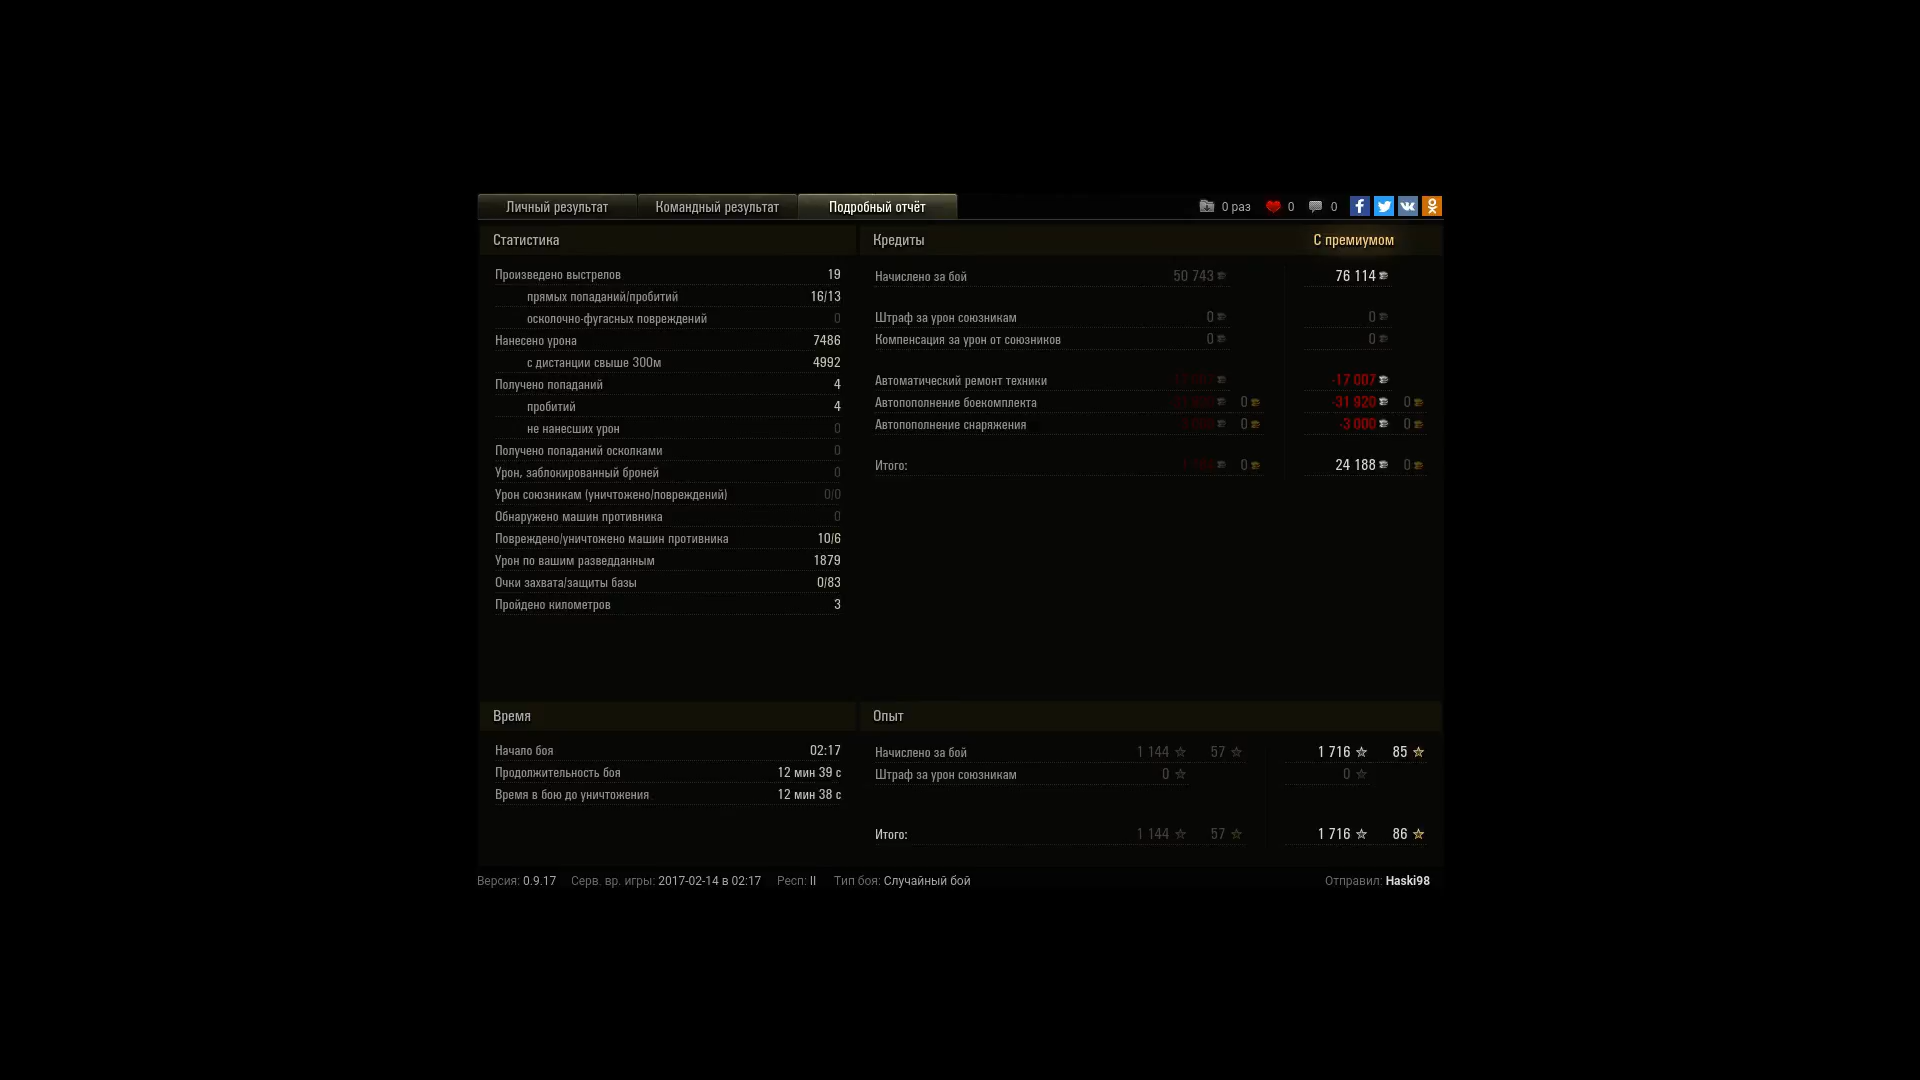 Личный результат Командный результат Подробный отчёт 0 раз 0 0
Статистика
Произведено выстрелов 19
прямых попаданий/пробитий 16/13
осколочно-фугасных повреждений 0
Нанесено урона 7486
с дистанции свыше 300м 4992
Получено попаданий 4
пробитий 4
не нанесших урон 0
Получено попаданий осколками 0
Урон, заблокированный броней 0
Урон союзникам (уничтожено/повреждений) 0/0
Обнаружено машин противника 0
Повреждено/уничтожено машин противника 10/6
Урон по вашим разведданным 1879
Очки захвата/защиты базы 0/83
Пройдено километров 3
Кредиты С премиумом
Начислено за бой 50 743 76 114
Штраф за урон союзникам 0 0
Компенсация за урон от союзников 0 0
Автоматический ремонт техники -17 007
Автопополнение боекомплекта 0 -31 920 0
Автопополнение снаряжения 0 -3 000 0
Итого: 0 24 188 0
Время
Начало боя 02:17
Продолжительность боя 12 мин 39 с
Время в бою до уничтожения 12 мин 38 с
Опыт
Начислено за бой 1 144 57 1 716 85
Штраф за урон союзникам 0 0
Итого: 1 144 57 1 716 86
Версия: 0.9.17 Серв. вр. игры: 2017-02-14 в 02:17 Респ: II Тип боя: Случайный бой Отправил: Haski98